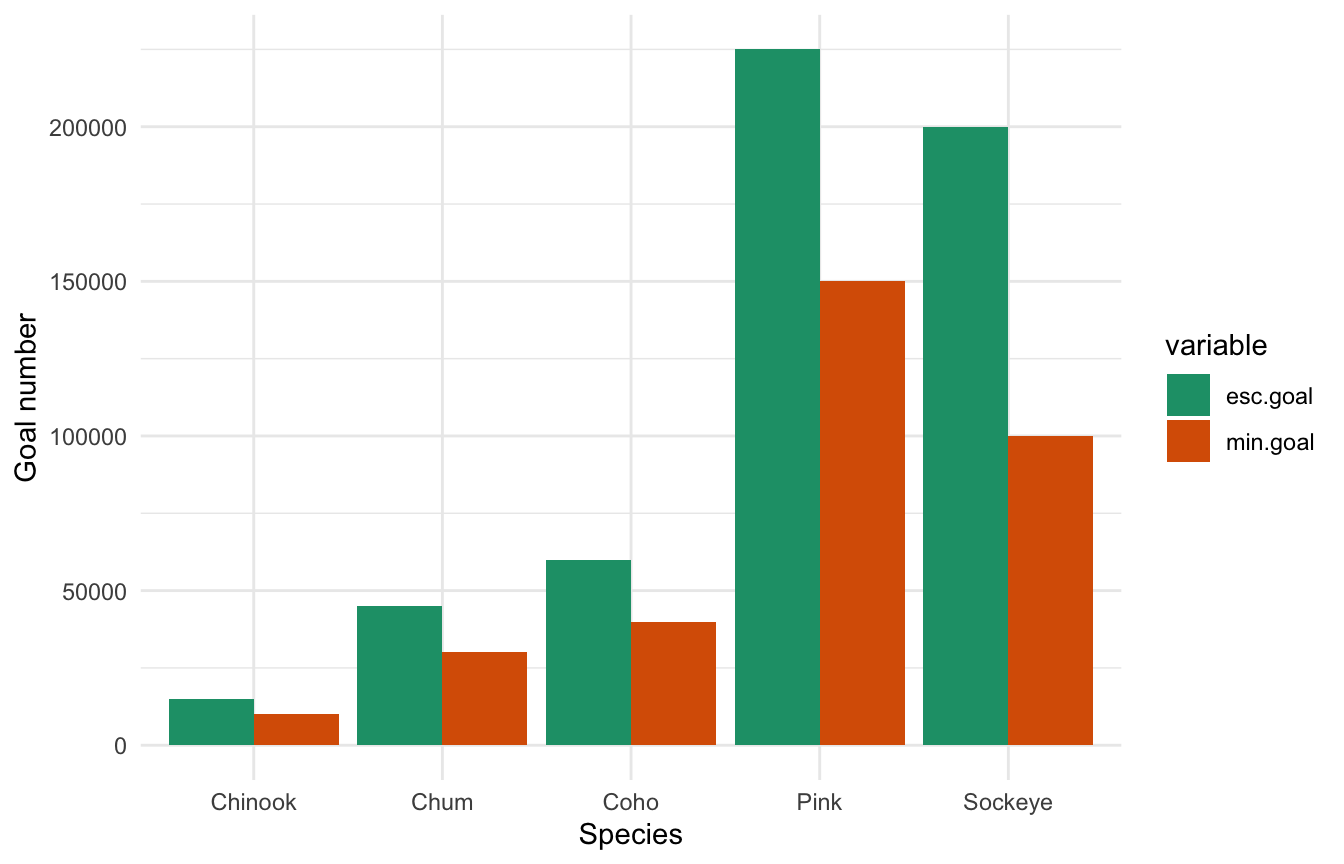 Goal number
200000
150000
100000
50000
0
Chinook Chum Coho Pink Sockeye
Species
variable
esc.goal
min.goal